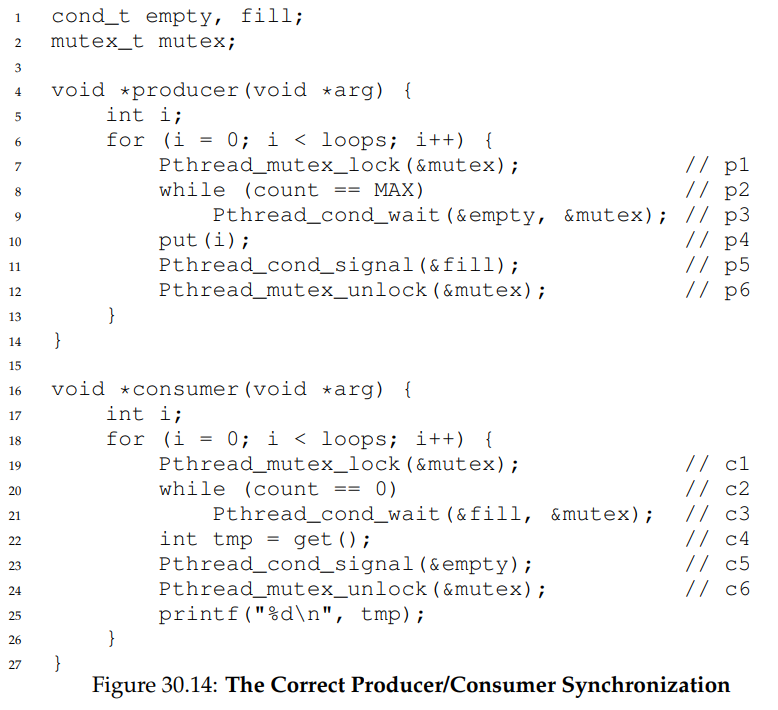 1 cond_t empty, fill;
2 mutex_t mutex;
3
4 void *producer(void *arg) {
5     int i;
6     for (i = 0; i < loops; i++) {
7         Pthread_mutex_lock(&mutex);            // p1
8         while (count == MAX)                   // p2
9             Pthread_cond_wait(&empty, &mutex); // p3
10         put(i);                                // p4
11         Pthread_cond_signal(&fill);            // p5
12         Pthread_mutex_unlock(&mutex);          // p6
13     }
14 }
15
16 void *consumer(void *arg) {
17     int i;
18     for (i = 0; i < loops; i++) {
19         Pthread_mutex_lock(&mutex);            // c1
20         while (count == 0)                     // c2
21             Pthread_cond_wait(&fill, &mutex);  // c3
22         int tmp = get();                       // c4
23         Pthread_cond_signal(&empty);           // c5
24         Pthread_mutex_unlock(&mutex);          // c6
25         printf("%d\n", tmp);
26     }
27 }
Figure 30.14: The Correct Producer/Consumer Synchronization